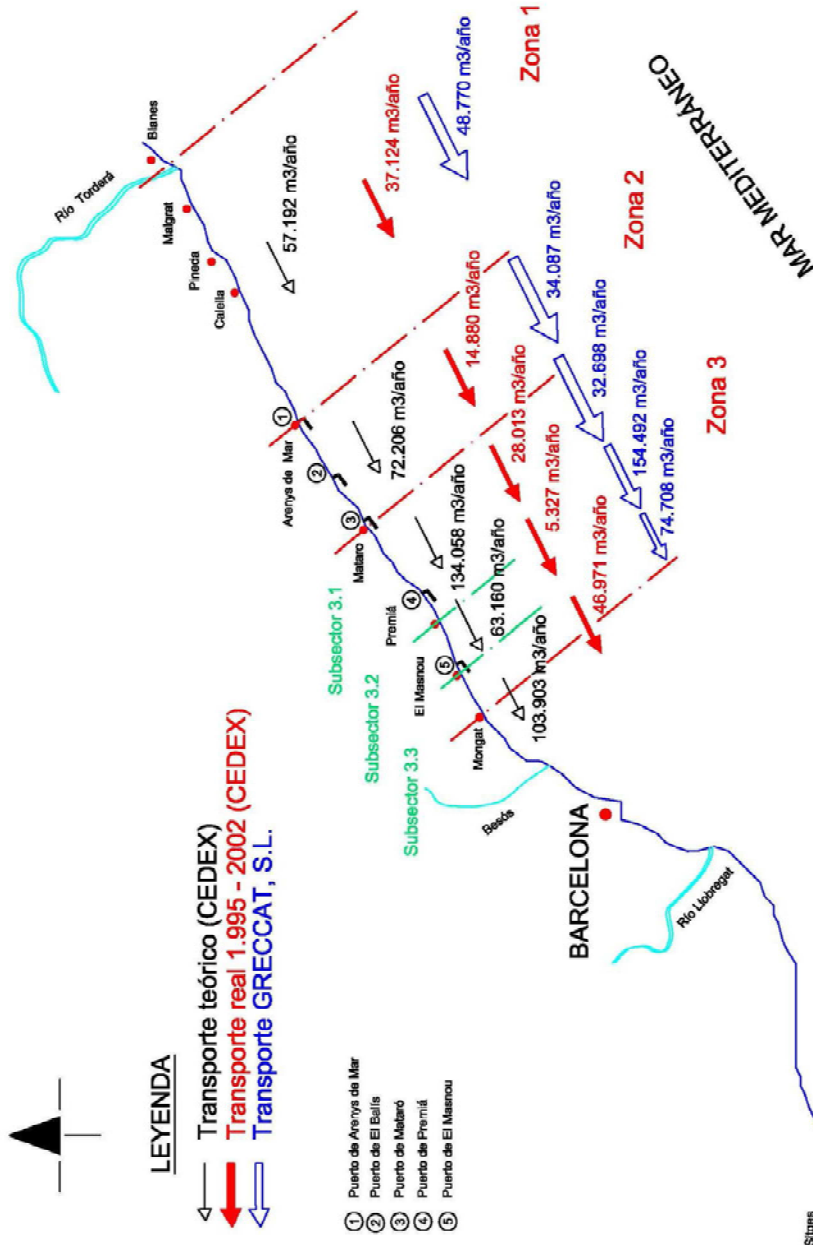 LEYENDA
Transporte teórico (CEDEX)
Transporte real 1.995 - 2002 (CEDEX)
Transporte GRECCAT, S.L.
1 Puerto de Arenys de Mar
2 Puerto de El Balís
3 Puerto de Mataró
4 Puerto de Premiá
5 Puerto de El Masnou
Río Torderá
Blanes
Malgrat
Pineda
Calella
1
Arenys de Mar
2
3
Mataro
4
Premiá
5
El Masnou
Mongat
Subsector 3.1
Subsector 3.2
Subsector 3.3
Besós
BARCELONA
Río Llobregat
Sitges
57.192 m3/año
37.124 m3/año
48.770 m3/año
Zona 1
72.206 m3/año
14.880 m3/año
34.087 m3/año
Zona 2
134.058 m3/año
28.013 m3/año
32.698 m3/año
63.160 m3/año
5.327 m3/año
154.492 m3/año
103.903 m3/año
46.971 m3/año
74.708 m3/año
Zona 3
MAR MEDITERRÁNEO